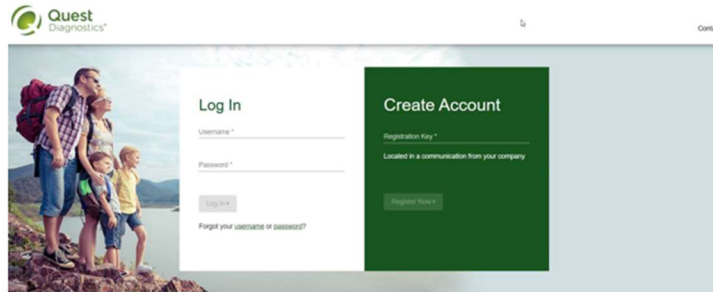 Quest
Diagnostics®
Log In
Username *
Password *
Log In
Forgot your username or password?
Create Account
Registration Key *
Located in a communication from your company
Register Now